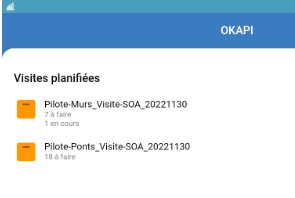 OKAPI
Visites planifiées
Pilote-Murs_Visite-SOA_20221130
7 à faire
1 en cours
Pilote-Ponts_Visite-SOA_20221130
18 à faire